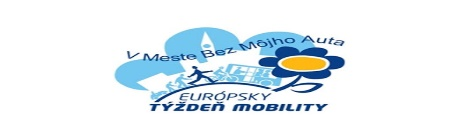 V Meste Bez Môjho Auta
EURÓPSKY
TÝŽDEŇ MOBILITY